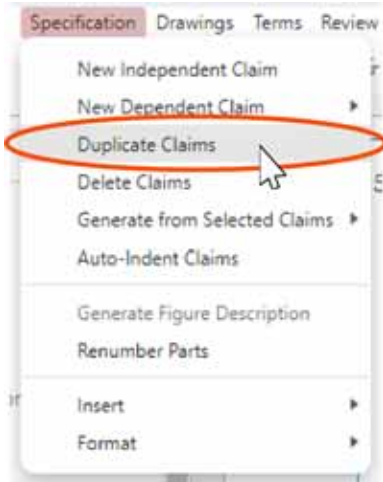 Specification Drawings Terms Review
New Independent Claim
New Dependent Claim
Duplicate Claims
Delete Claims
Generate from Selected Claims
Auto-Indent Claims
Generate Figure Description
Renumber Parts
Insert
Format